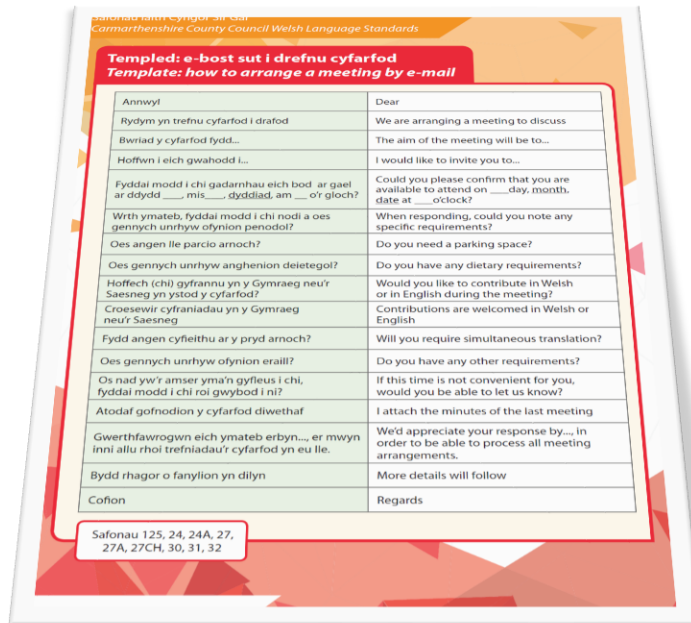 Safonau Iaith Cyngor Sir Gâr
Carmarthenshire County Council Welsh Language Standards
Templed: e-bost sut i drefnu cyfarfod
Template: how to arrange a meeting by e-mail
Annwyl
Dear
Rydym yn trefnu cyfarfod i drafod
We are arranging a meeting to discuss
Bwriad y cyfarfod fydd...
The aim of the meeting will be to...
Hoffwn i eich gwahodd i...
I would like to invite you to...
Fyddai modd i chi gadarnhau eich bod ar gael
ar ddydd ___, mis___, dyddiad, am __ o'r gloch?
Could you please confirm that you are
available to attend on ___day, month,
date at ___o'clock?
Wrth ymateb, fyddai modd i chi nodi a oes
gennych unrhyw ofynion penodol?
When responding, could you note any
specific requirements?
Oes angen lle parcio arnoch?
Do you need a parking space?
Oes gennych unrhyw anghenion deietegol?
Do you have any dietary requirements?
Hoffech (chi) gyfrannu yn y Gymraeg neu'r
Saesneg yn ystod y cyfarfod?
Would you like to contribute in Welsh
or in English during the meeting?
Croesewir cyfraniadau yn y Gymraeg
neu'r Saesneg
Contributions are welcomed in Welsh or
English
Fydd angen cyfieithu ar y pryd arnoch?
Will you require simultaneous translation?
Oes gennych unrhyw ofynion eraill?
Do you have any other requirements?
Os nad yw'r amser yma'n gyfleus i chi,
fyddai modd i chi roi gwybod i ni?
If this time is not convenient for you,
would you be able to let us know?
Atodaf gofnodion y cyfarfod diwethaf
I attach the minutes of the last meeting
Gwerthfawrogwn eich ymateb erbyn..., er mwyn
inni allu rhoi trefniadau'r cyfarfod yn eu lle.
We'd appreciate your response by..., in
order to be able to process all meeting
arrangements.
Bydd rhagor o fanylion yn dilyn
More details will follow
Cofion
Regards
Safonau 125, 24, 24A, 27,
27A, 27CH, 30, 31, 32